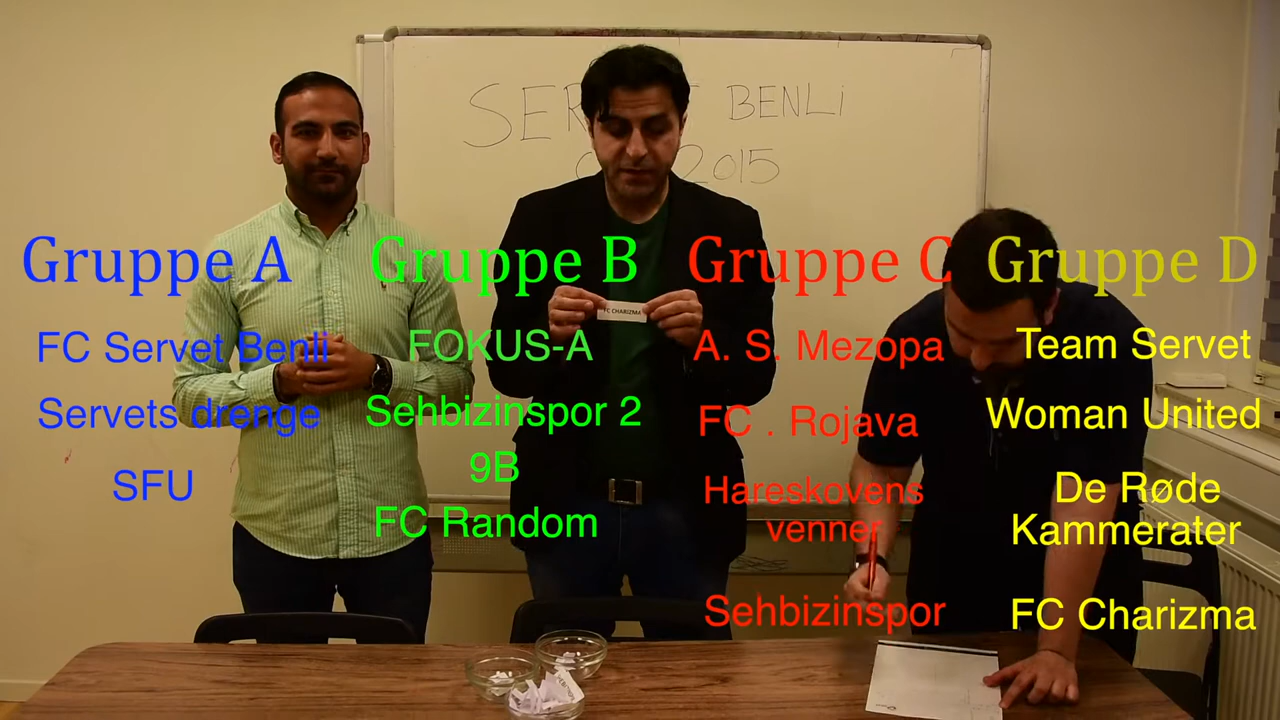 SER BENLI
2015
Gruppe A
FC Servet Benli
Servets drenge
SFU
Gruppe B
FOKUS-A
Sehbizinspor 2
9B
FC Random
Gruppe C
A. S. Mezopa
FC . Rojava
Hareskovens
venner
Sehbizinspor
Gruppe D
Team Servet
Woman United
De Røde
Kammerater
FC Charizma
FC CHARIZMA